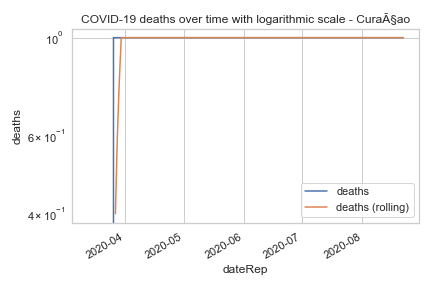 COVID-19 deaths over time with logarithmic scale - CuraÃ§ao
10⁰
6 × 10⁻¹
4 × 10⁻¹
deaths
2020-04
2020-05
2020-06
2020-07
2020-08
dateRep
deaths
deaths (rolling)